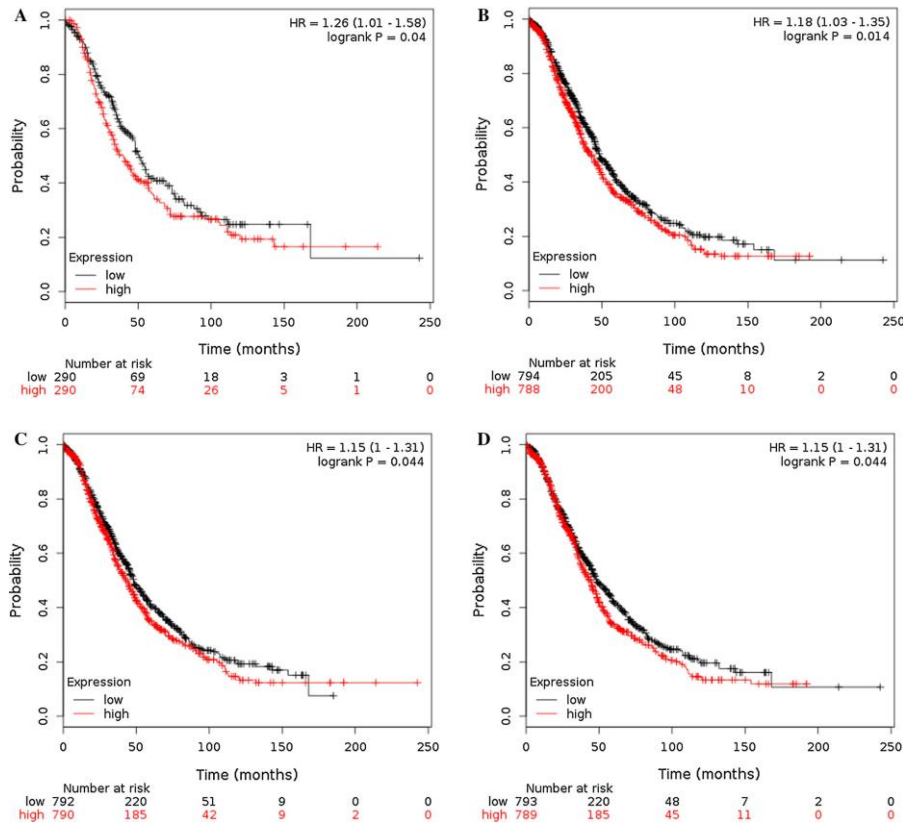 A
HR = 1.26 (1.01 - 1.58)
logrank P = 0.04
Probability
1.0
0.8
0.6
0.4
0.2
0.0
Expression
low
high
0 50 100 150 200 250
Time (months)
Number at risk
low 290 69 18 3 1 0
high 290 74 26 5 1 0
B
HR = 1.18 (1.03 - 1.35)
logrank P = 0.014
Probability
1.0
0.8
0.6
0.4
0.2
0.0
Expression
low
high
0 50 100 150 200 250
Time (months)
Number at risk
low 794 205 45 8 2 0
high 788 200 48 10 0 0
C
HR = 1.15 (1 - 1.31)
logrank P = 0.044
Probability
1.0
0.8
0.6
0.4
0.2
0.0
Expression
low
high
0 50 100 150 200 250
Time (months)
Number at risk
low 792 220 51 9 0 0
high 790 185 42 9 2 0
D
HR = 1.15 (1 - 1.31)
logrank P = 0.044
Probability
1.0
0.8
0.6
0.4
0.2
0.0
Expression
low
high
0 50 100 150 200 250
Time (months)
Number at risk
low 793 220 48 7 2 0
high 789 185 45 11 0 0